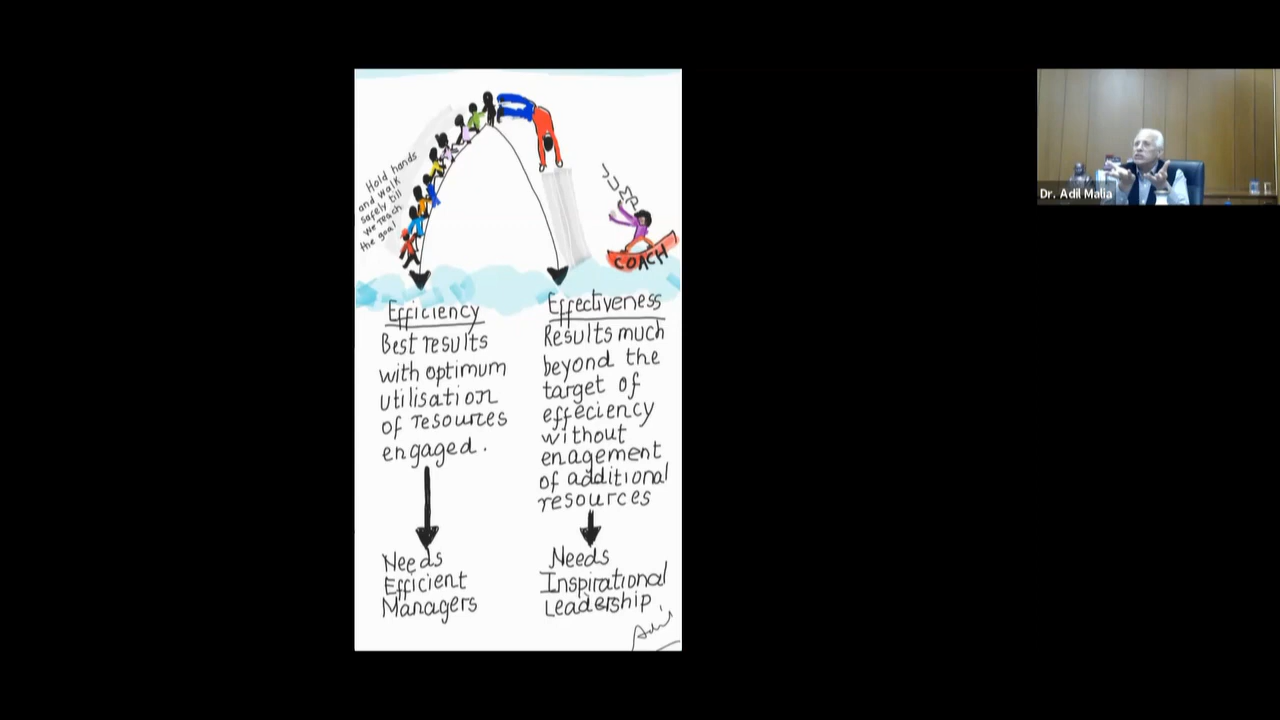 Hold hands
and walk
safely till
we reach
the goal
JUMP
COACH
Efficiency
Best results
with optimum
utilisation
of resources
engaged.
Needs
Efficient
Managers
Effectiveness
Results much
beyond the
target of
effeciency
without
enagement
of additional
resources
Needs
Inspirational
Leadership.
Adil
Dr. Adil Malia